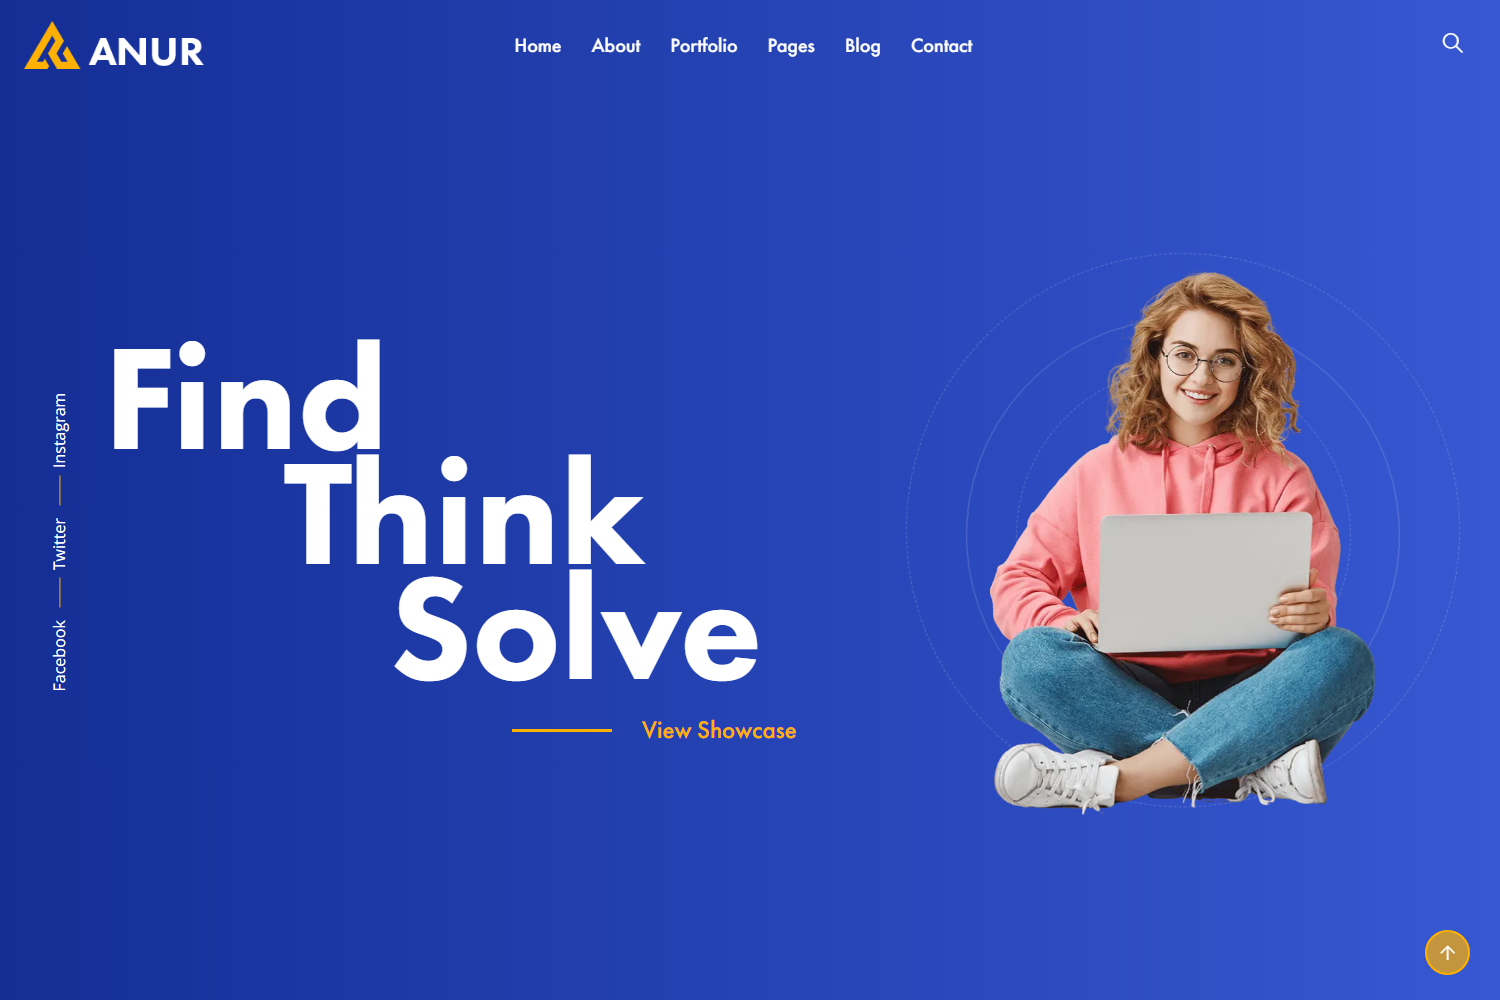 ANUR
Home About Portfolio Pages Blog Contact
Find
Think
Solve
View Showcase
Facebook Twitter Instagram